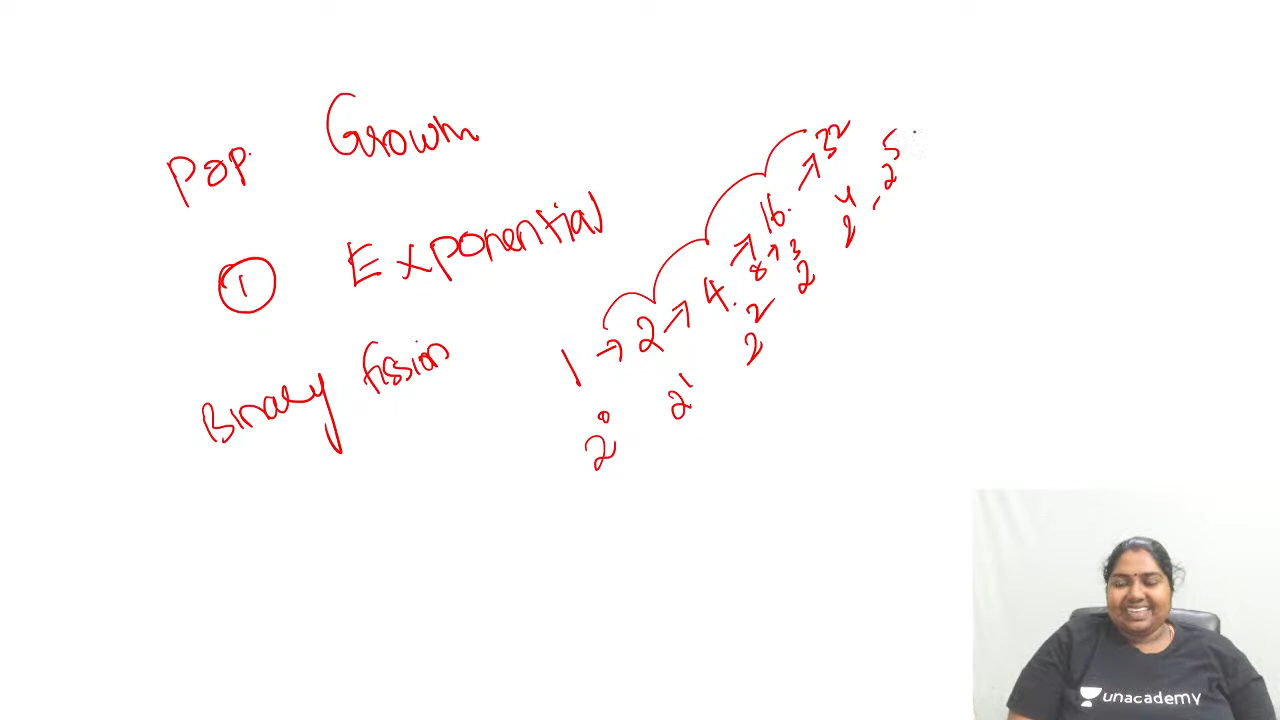 Pop. Growth
① Exponential
Binary fission
1 → 2 → 4. → 8 → 16. → 32
2⁰ 2¹ 2² 2³ 2⁴, 2⁵
unacademy